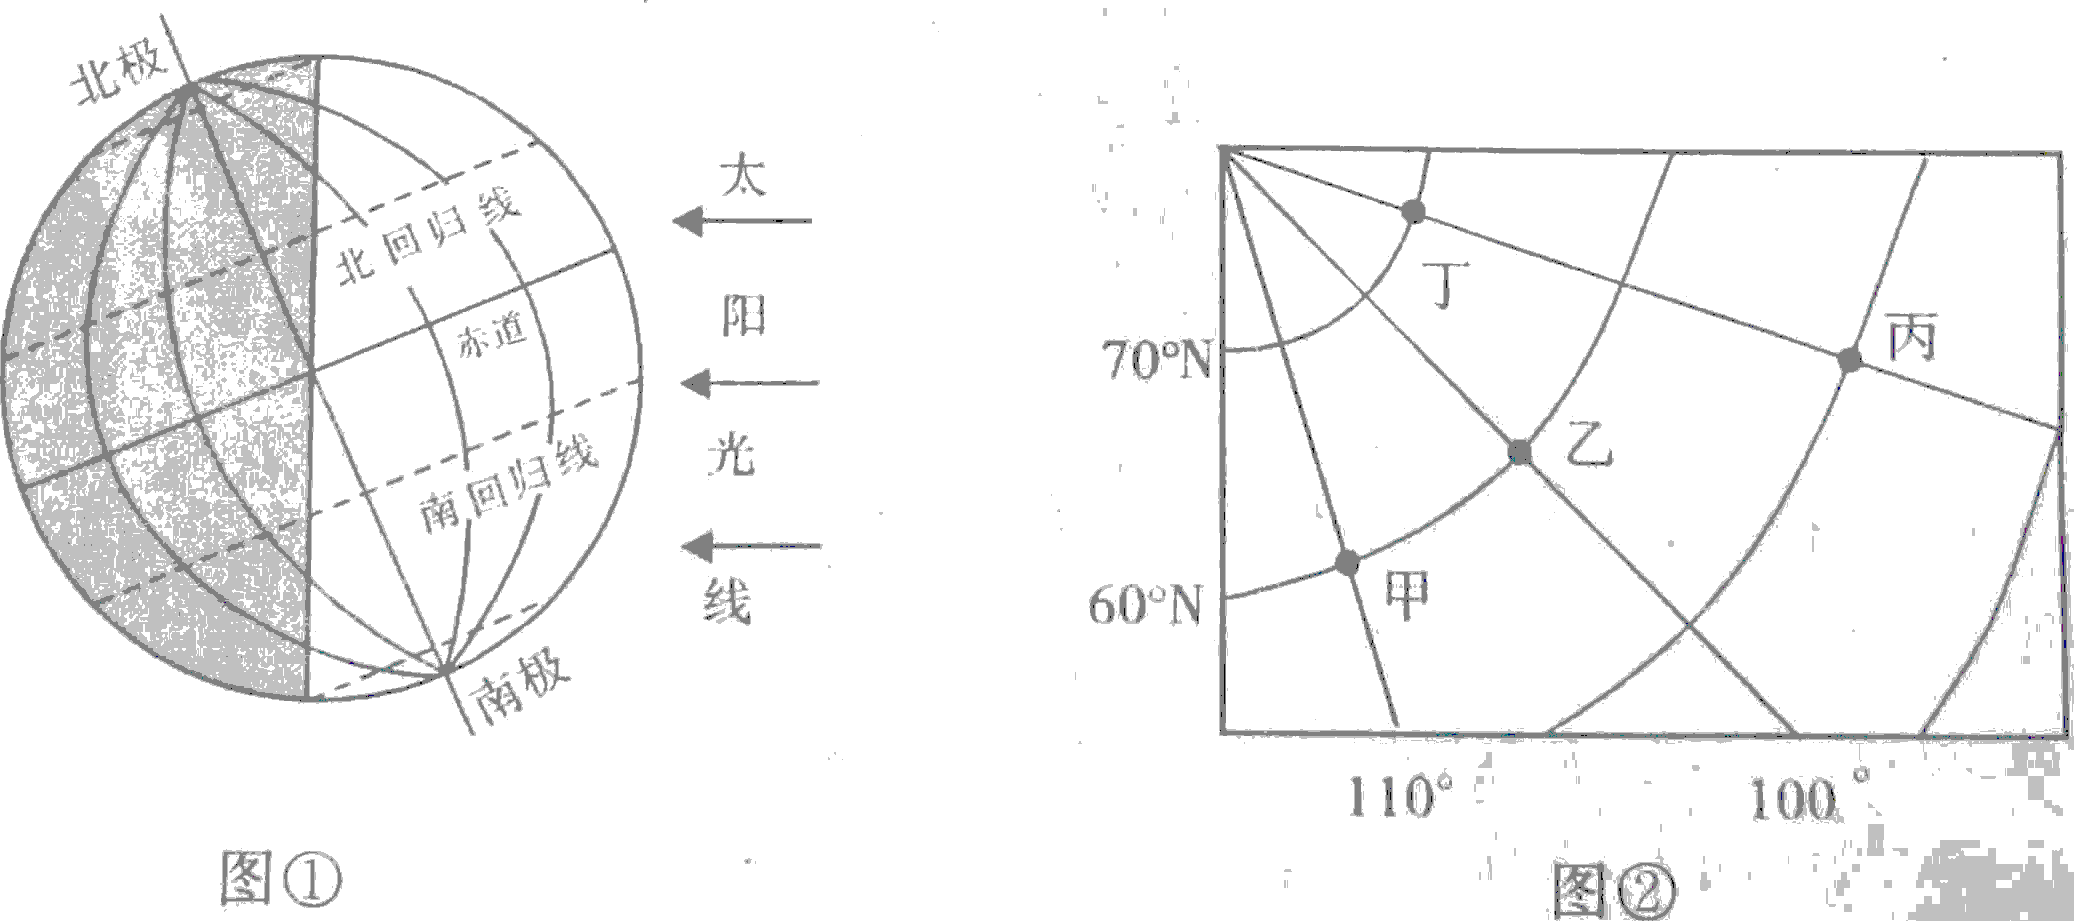 北极
北回归线
赤道
南回归线
南极
太
阳
光
线
图①
丁
70°N
丙
乙
60°N
甲
110°
100°
图②